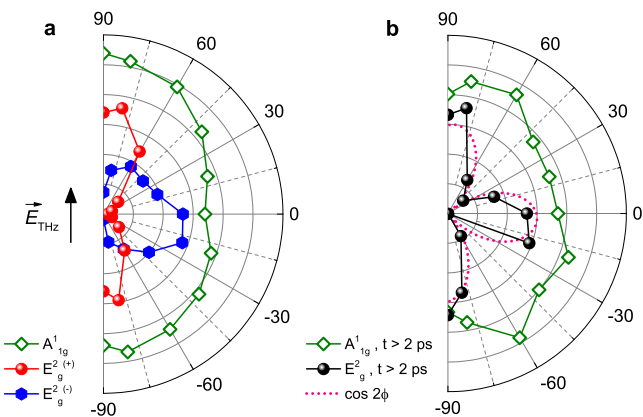 a
90
60
30
0
-30
-60
-90
E⃗THz
A¹1g
E²g (+)
E²g (-)
b
90
60
30
0
-30
-60
-90
A¹1g , t > 2 ps
E²g , t > 2 ps
cos 2ϕ